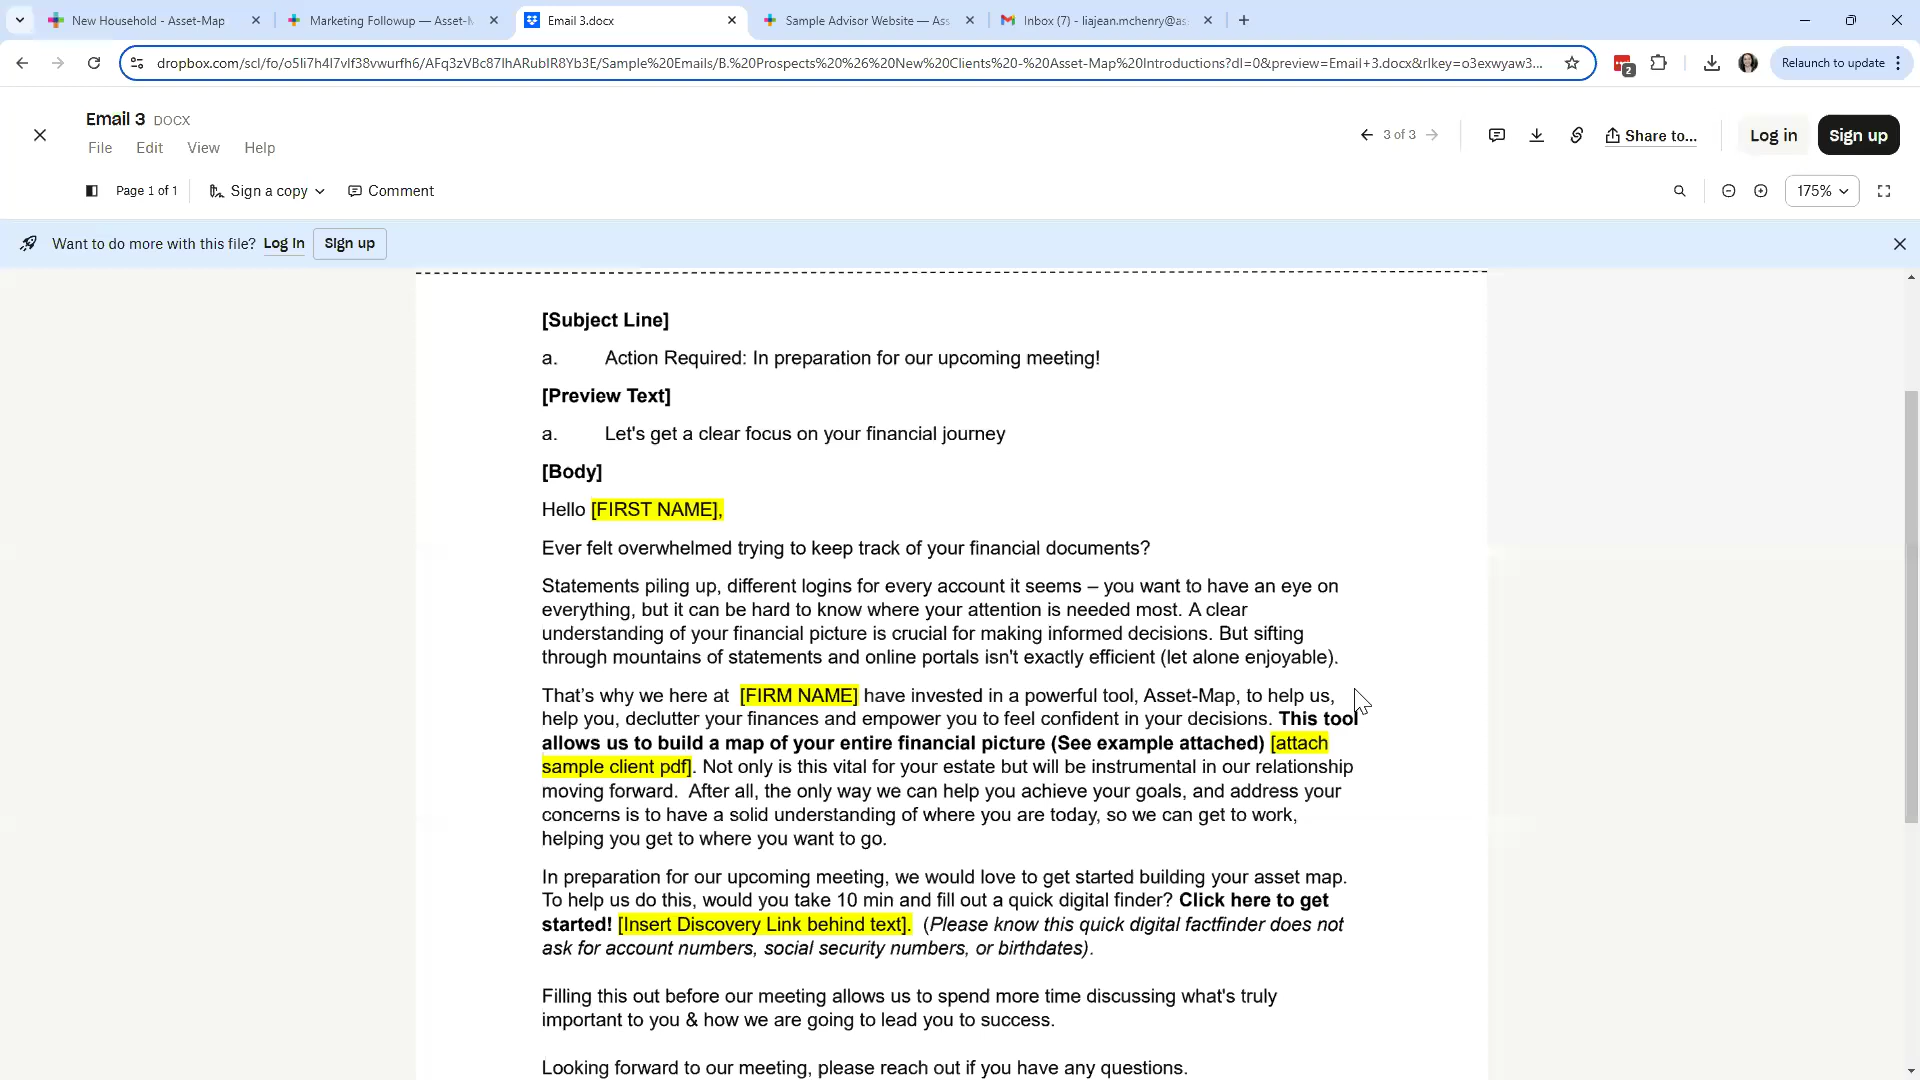 New Household - Asset-Map
Marketing Followup — Asset-M
Email 3.docx
Sample Advisor Website — Ass
Inbox (7) - liajean.mchenry@as
dropbox.com/scl/fo/o5li7h4l7vlf38vwurfh6/AFq3zVBc87IhARubIR8Yb3E/Sample%20Emails/B.%20Prospects%20%26%20New%20Clients%20-%20Asset-Map%20Introductions?dl=0&preview=Email+3.docx&rlkey=o3exwyaw3...
2
Relaunch to update
Email 3 DOCX
File Edit View Help
3 of 3
Share to...
Log in
Sign up
Page 1 of 1
Sign a copy
Comment
175%
Want to do more with this file? Log in Sign up
[Subject Line]
a. Action Required: In preparation for our upcoming meeting!
[Preview Text]
a. Let's get a clear focus on your financial journey
[Body]
Hello [FIRST NAME],
Ever felt overwhelmed trying to keep track of your financial documents?
Statements piling up, different logins for every account it seems – you want to have an eye on
everything, but it can be hard to know where your attention is needed most. A clear
understanding of your financial picture is crucial for making informed decisions. But sifting
through mountains of statements and online portals isn't exactly efficient (let alone enjoyable).
That's why we here at [FIRM NAME] have invested in a powerful tool, Asset-Map, to help us,
help you, declutter your finances and empower you to feel confident in your decisions. This tool
allows us to build a map of your entire financial picture (See example attached) [attach
sample client pdf]. Not only is this vital for your estate but will be instrumental in our relationship
moving forward. After all, the only way we can help you achieve your goals, and address your
concerns is to have a solid understanding of where you are today, so we can get to work,
helping you get to where you want to go.
In preparation for our upcoming meeting, we would love to get started building your asset map.
To help us do this, would you take 10 min and fill out a quick digital finder? Click here to get
started! [Insert Discovery Link behind text]. (Please know this quick digital factfinder does not
ask for account numbers, social security numbers, or birthdates).
Filling this out before our meeting allows us to spend more time discussing what's truly
important to you & how we are going to lead you to success.
Looking forward to our meeting, please reach out if you have any questions.